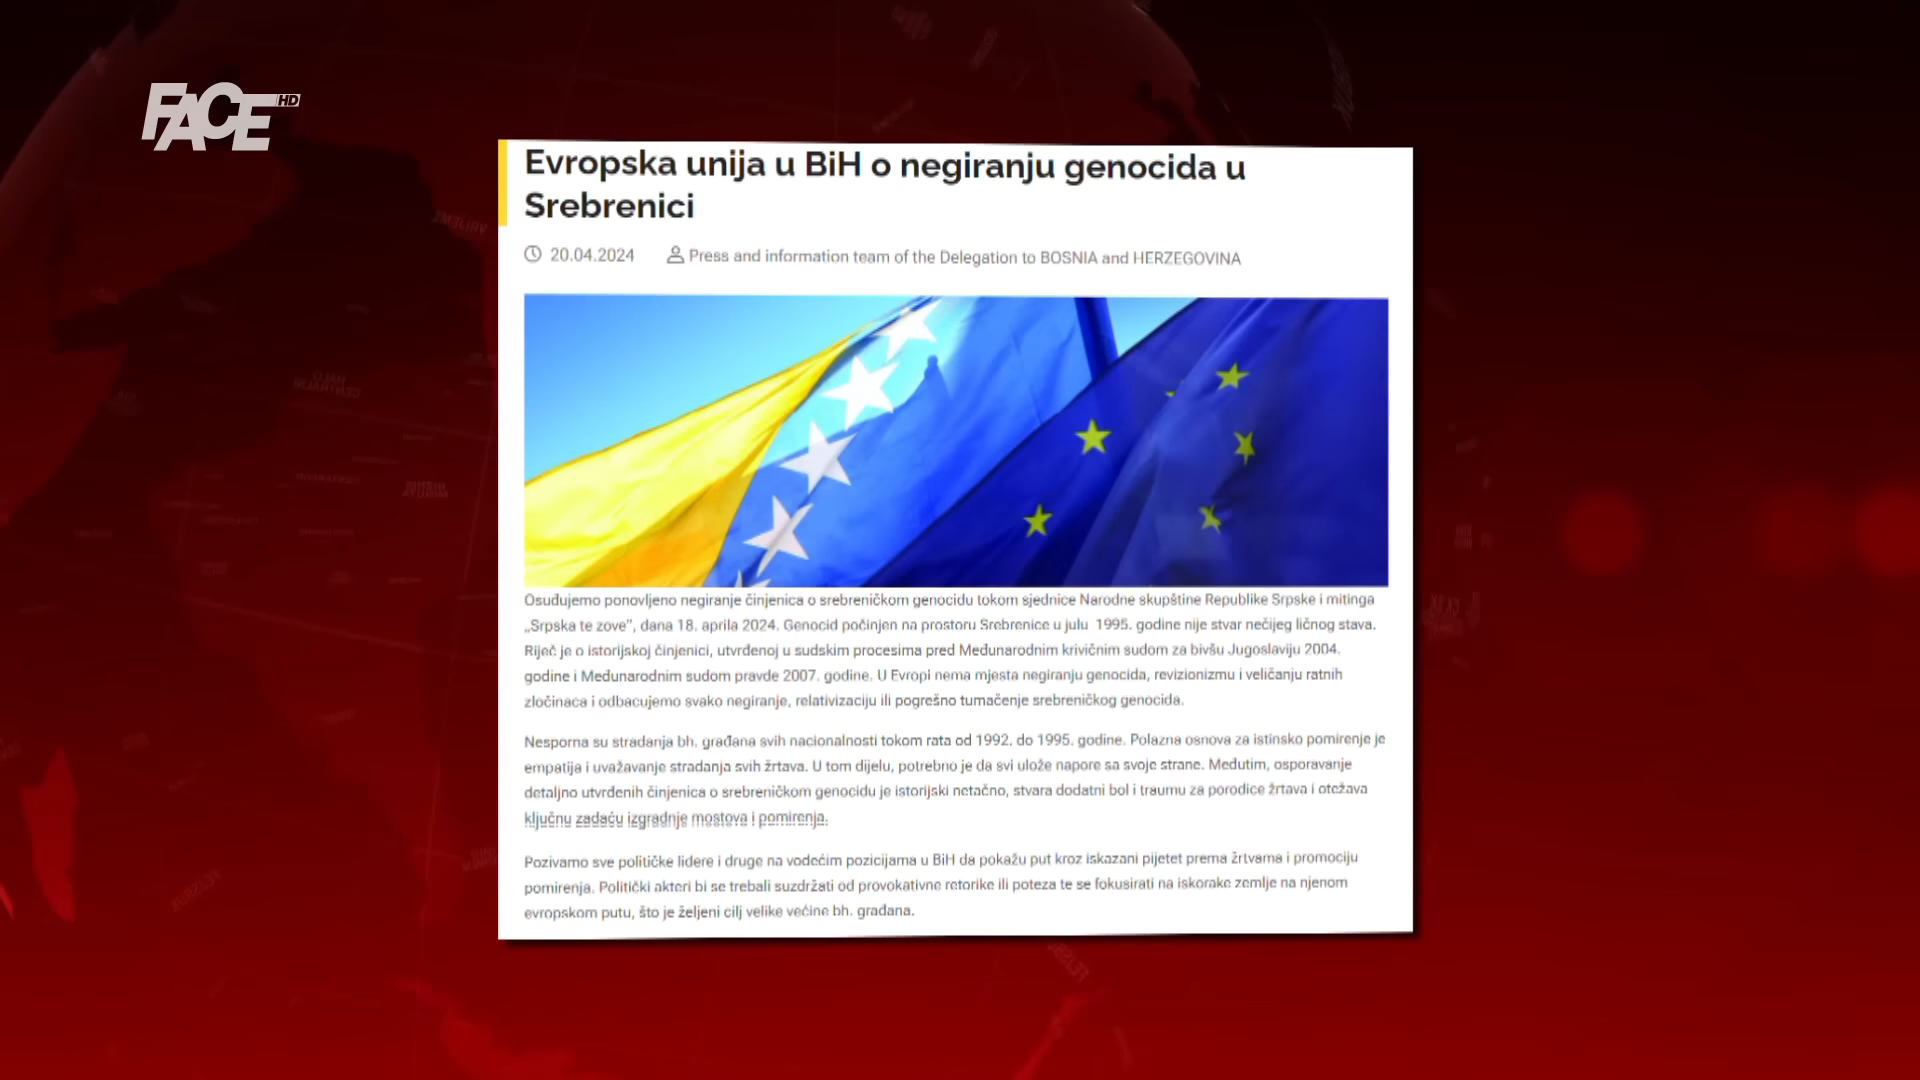 FACE HD
Evropska unija u BiH o negiranju genocida u
Srebrenici
20.04.2024 Press and information team of the Delegation to BOSNIA and HERZEGOVINA
Osuđujemo ponovljeno negiranje činjenica o srebreničkom genocidu tokom sjednice Narodne skupštine Republike Srpske i mitinga
„Srpska te zove”, dana 18. aprila 2024. Genocid počinjen na prostoru Srebrenice u julu 1995. godine nije stvar nečijeg ličnog stava.
Riječ je o istorijskoj činjenici, utvrđenoj u sudskim procesima pred Međunarodnim krivičnim sudom za bivšu Jugoslaviju 2004.
godine i Međunarodnim sudom pravde 2007. godine. U Evropi nema mjesta negiranju genocida, revizionizmu i veličanju ratnih
zločinaca i odbacujemo svako negiranje, relativizaciju ili pogrešno tumačenje srebreničkog genocida.
Nesporna su stradanja bh. građana svih nacionalnosti tokom rata od 1992. do 1995. godine. Polazna osnova za istinsko pomirenje je
empatija i uvažavanje stradanja svih žrtava. U tom dijelu, potrebno je da svi ulože napore sa svoje strane. Međutim, osporavanje
detaljno utvrđenih činjenica o srebreničkom genocidu je istorijski netačno, stvara dodatni bol i traumu za porodice žrtava i otežava
ključnu zadaću izgradnje mostova i pomirenja.
Pozivamo sve političke lidere i druge na vodećim pozicijama u BiH da pokažu put kroz iskazani pijetet prema žrtvama i promociju
pomirenja. Politički akteri bi se trebali suzdržati od provokativne retorike ili poteza te se fokusirati na iskorake zemlje na njenom
evropskom putu, što je željeni cilj velike većine bh. građana.